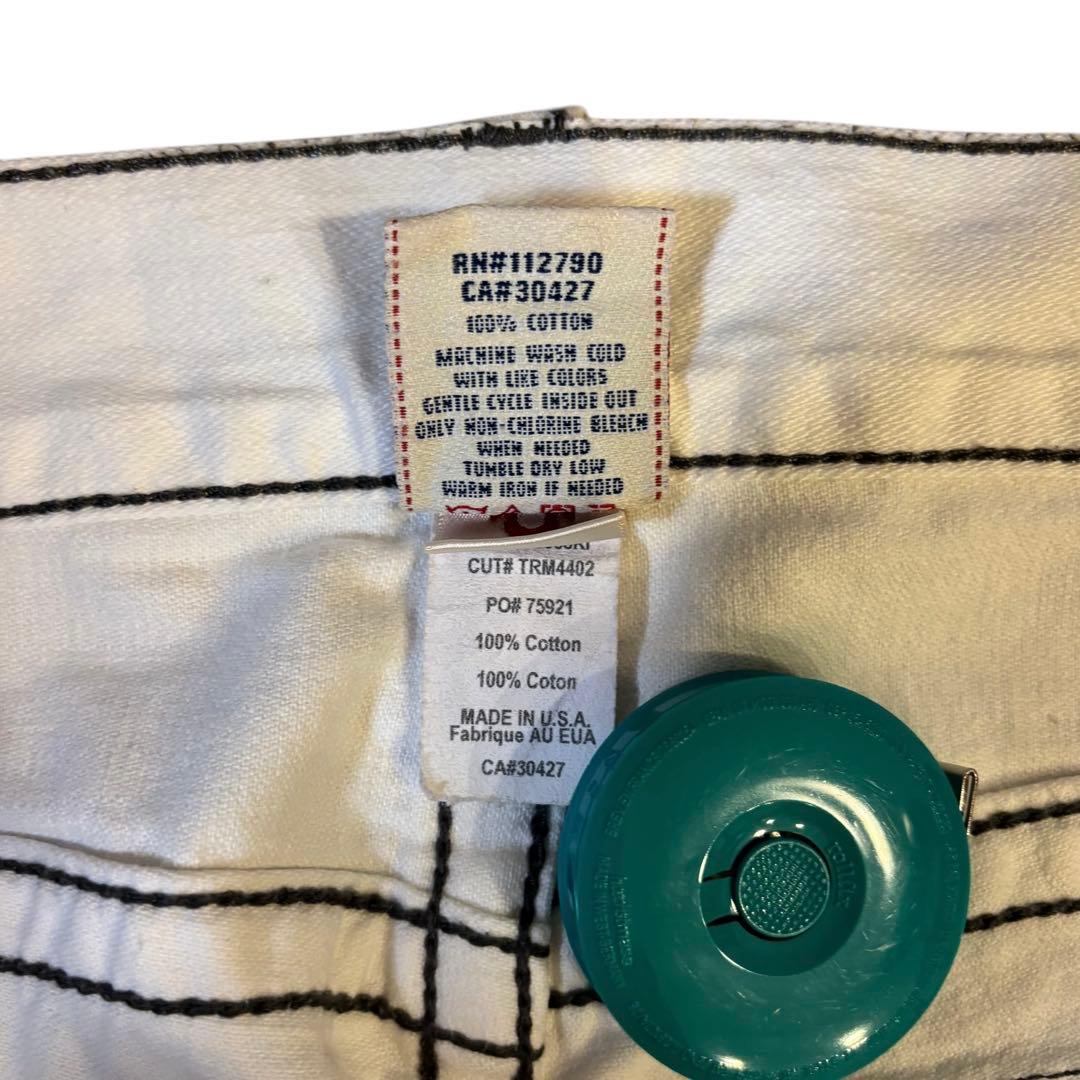 RN#112790
CA#30427
100% COTTON
MACHINE WASH COLD
WITH LIKE COLORS
GENTLE CYCLE INSIDE OUT
ONLY NON-CHLORINE BLEACH
WHEN NEEDED
TUMBLE DRY LOW
WARM IRON IF NEEDED
CUT# TRM4402
PO# 75921
100% Cotton
100% Coton
MADE IN U.S.A.
Fabrique AU EUA
CA#30427